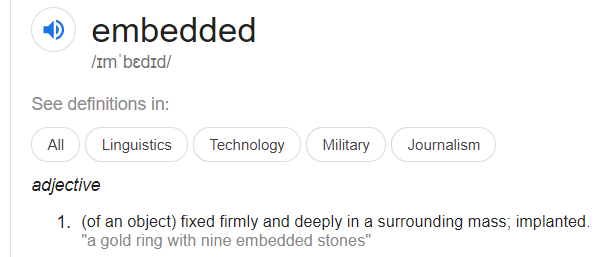 embedded
/ɪmˈbɛdɪd/
See definitions in:
All Linguistics Technology Military Journalism
adjective
1. (of an object) fixed firmly and deeply in a surrounding mass; implanted.
"a gold ring with nine embedded stones"